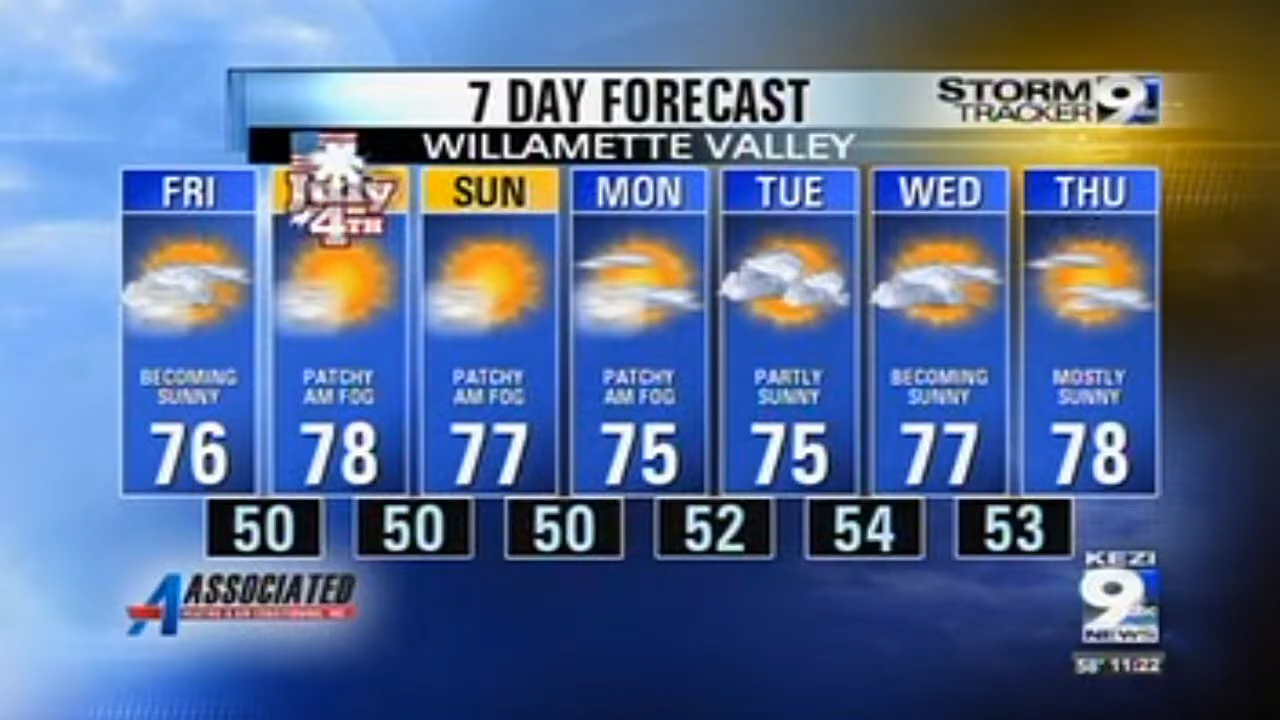 7 DAY FORECAST
STORM
TRACKER 9
WILLAMETTE VALLEY
FRI
July
4TH
SUN
MON
TUE
WED
THU
BECOMING
SUNNY
PATCHY
AM FOG
PATCHY
AM FOG
PATCHY
AM FOG
PARTLY
SUNNY
BECOMING
SUNNY
MOSTLY
SUNNY
76
78
77
75
75
77
78
50
50
50
52
54
53
ASSOCIATED
KEZI
9
NEWS
11:22